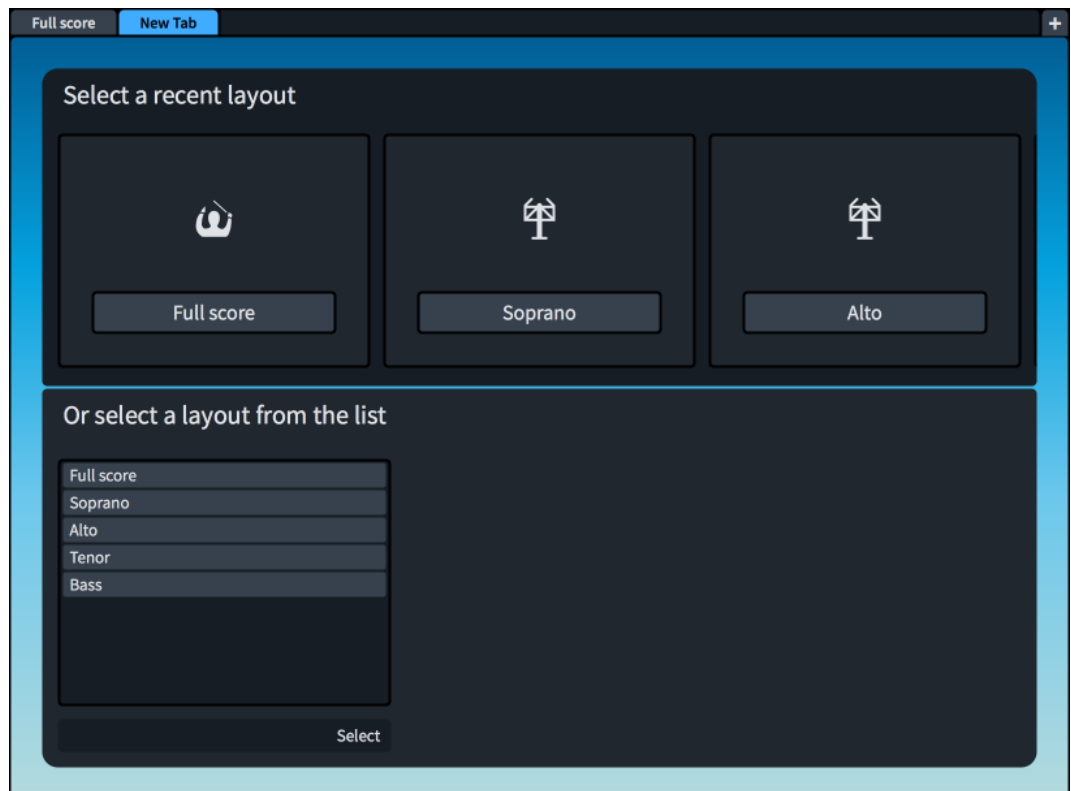 Full score
New Tab
+
Select a recent layout
Full score
Soprano
Alto
Or select a layout from the list
Full score
Soprano
Alto
Tenor
Bass
Select